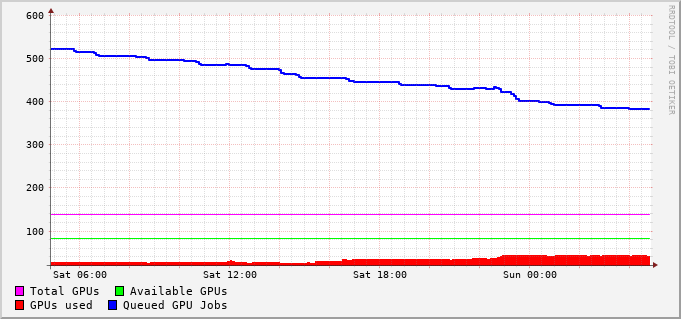 600
500
400
300
200
100
Sat 06:00 Sat 12:00 Sat 18:00 Sun 00:00
Total GPUs Available GPUs
GPUs used Queued GPU Jobs
RRDTOOL / TOBI OETIKER